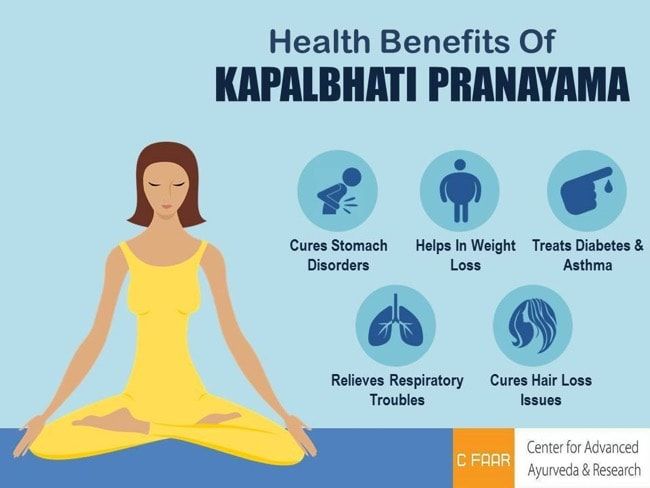 Health Benefits Of
KAPALBHATI PRANAYAMA
Cures Stomach
Disorders
Helps In Weight
Loss
Treats Diabetes &
Asthma
Relieves Respiratory
Troubles
Cures Hair Loss
Issues
C FAAR
Center for Advanced
Ayurveda & Research